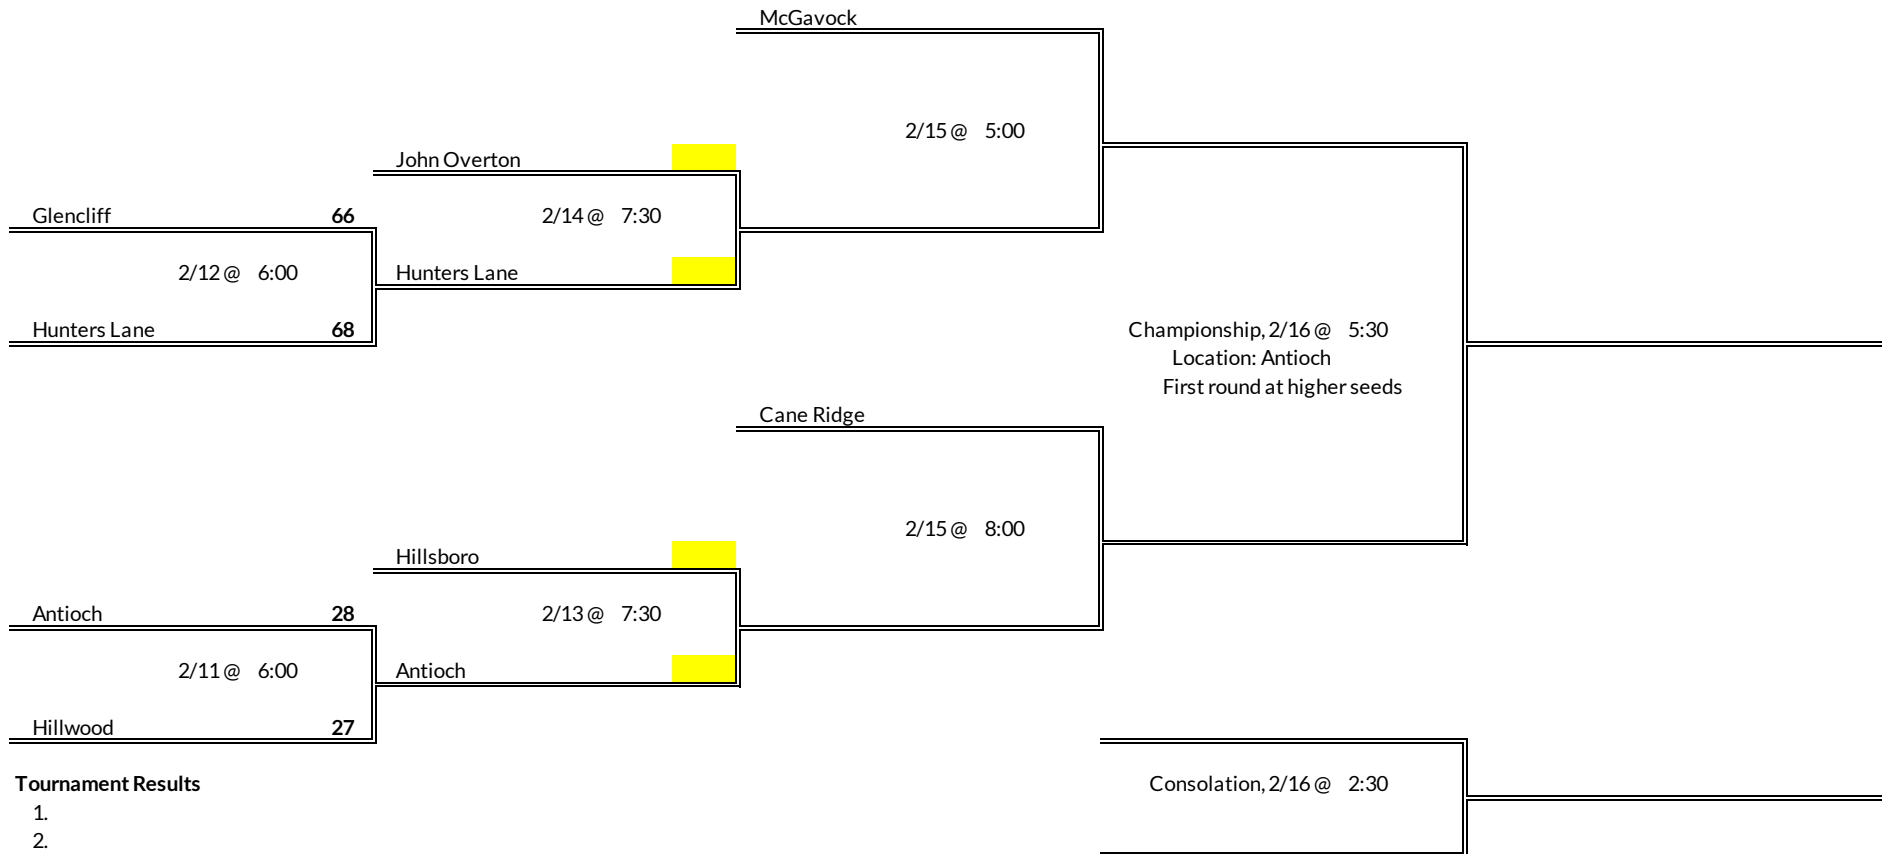 McGavock
2/15 @ 5:00
John Overton
Glencliff 66
2/14 @ 7:30
2/12 @ 6:00
Hunters Lane
Hunters Lane 68
Championship, 2/16 @ 5:30
Location: Antioch
First round at higher seeds
Cane Ridge
2/15 @ 8:00
Hillsboro
Antioch 28
2/13 @ 7:30
2/11 @ 6:00
Antioch
Hillwood 27
Tournament Results
Consolation, 2/16 @ 2:30
1.
2.